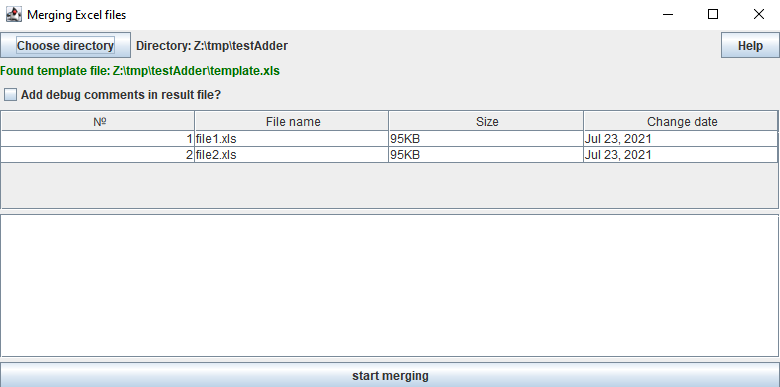 Merging Excel files
Choose directory Directory: Z:\tmp\testAdder Help
Found template file: Z:\tmp\testAdder\template.xls
Add debug comments in result file?
№ File name Size Change date
1 file1.xls 95KB Jul 23, 2021
2 file2.xls 95KB Jul 23, 2021
start merging